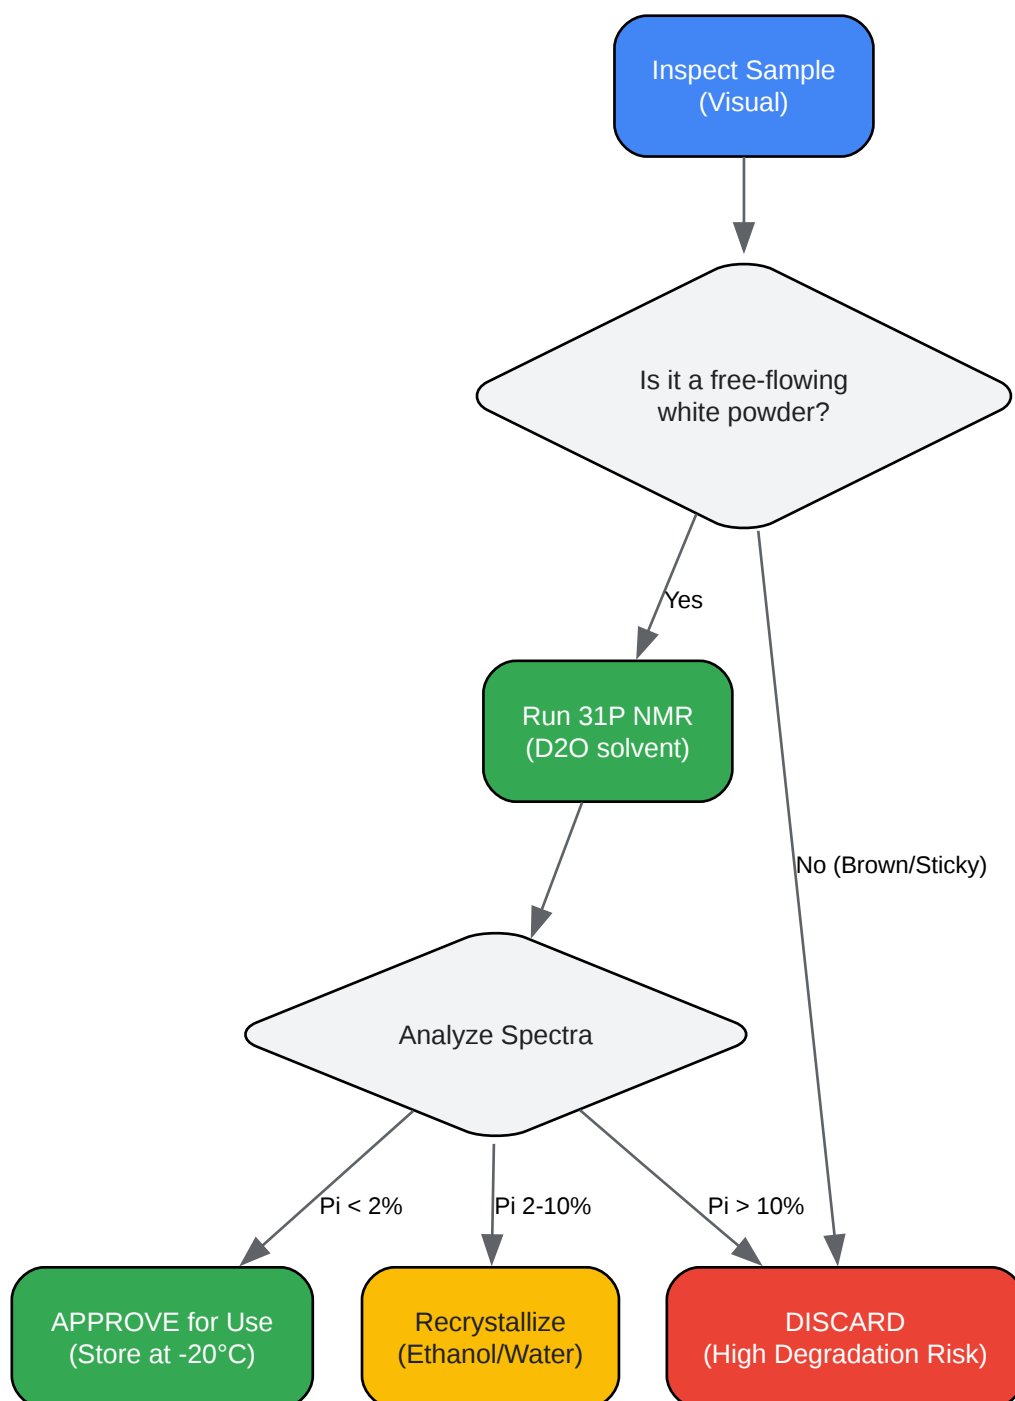 Inspect Sample
(Visual)
Is it a free-flowing
white powder?
Yes
Run 31P NMR
(D2O solvent)
No (Brown/Sticky)
Analyze Spectra
Pi < 2%
Pi 2-10%
Pi > 10%
APPROVE for Use
(Store at -20°C)
Recrystallize
(Ethanol/Water)
DISCARD
(High Degradation Risk)